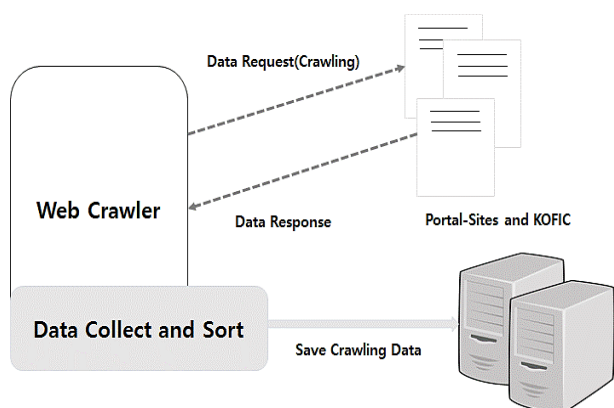 Data Request(Crawling)
Web Crawler
Data Response
Portal-Sites and KOFIC
Data Collect and Sort
Save Crawling Data